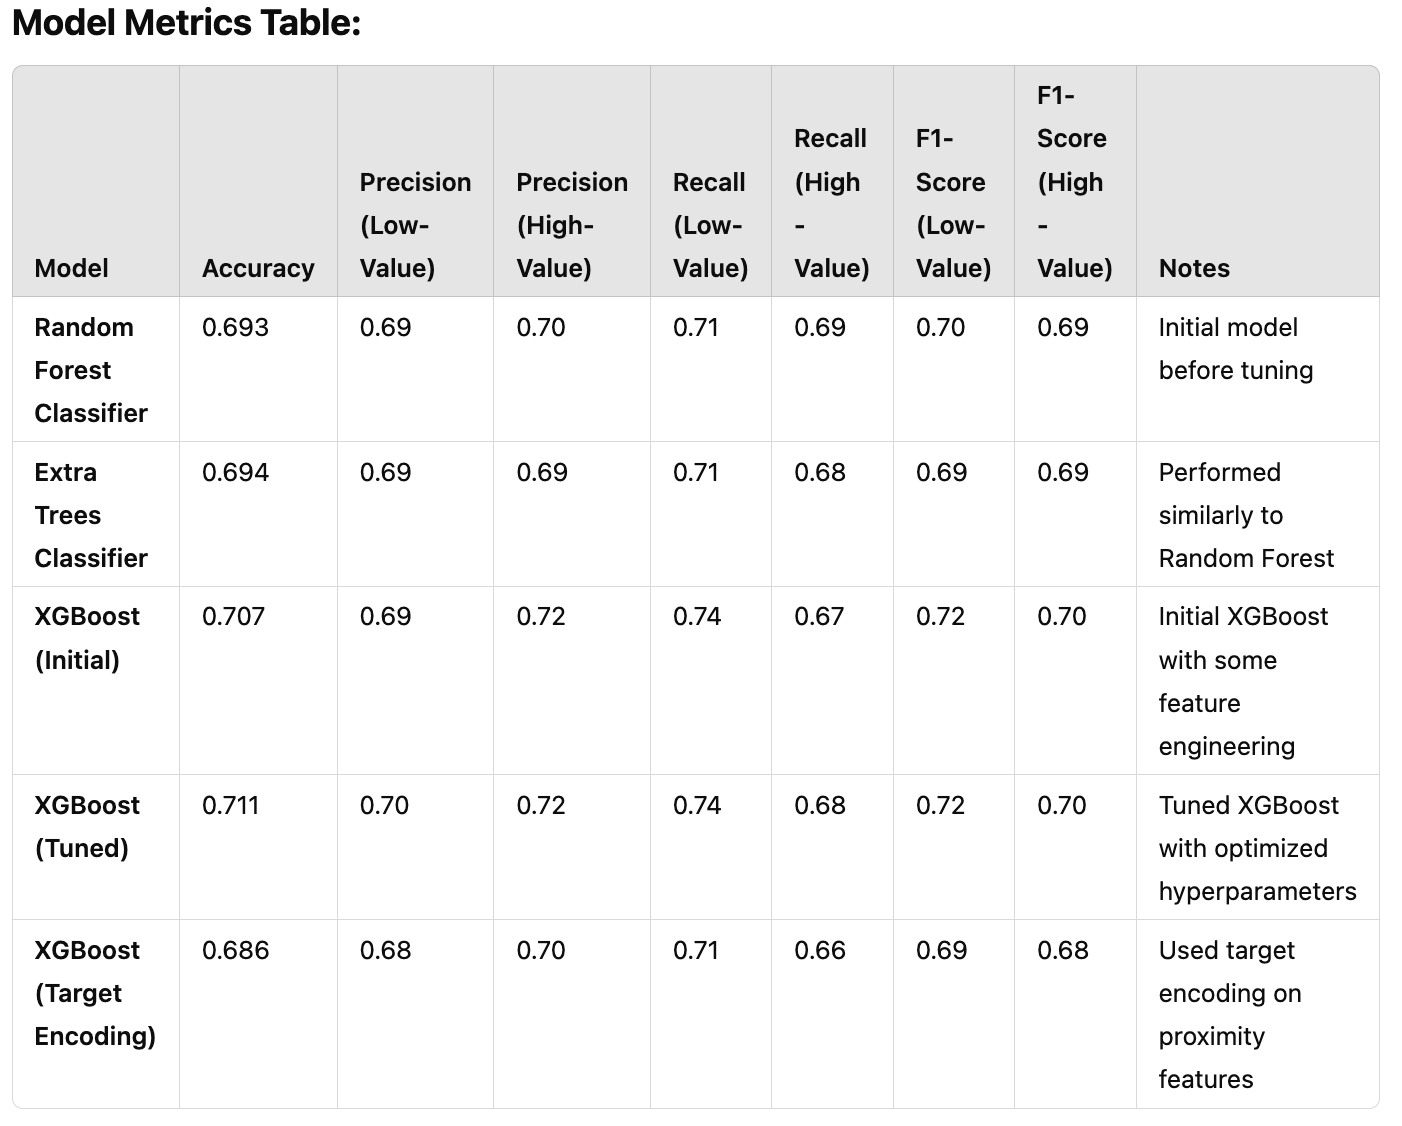 Model Metrics Table:
Model
Accuracy
Precision
(Low-
Value)
Precision
(High-
Value)
Recall
(Low-
Value)
Recall
(High
-
Value)
F1-
Score
(Low-
Value)
F1-
Score
(High
-
Value)
Notes
Random
Forest
Classifier
0.693
0.69
0.70
0.71
0.69
0.70
0.69
Initial model
before tuning
Extra
Trees
Classifier
0.694
0.69
0.69
0.71
0.68
0.69
0.69
Performed
similarly to
Random Forest
XGBoost
(Initial)
0.707
0.69
0.72
0.74
0.67
0.72
0.70
Initial XGBoost
with some
feature
engineering
XGBoost
(Tuned)
0.711
0.70
0.72
0.74
0.68
0.72
0.70
Tuned XGBoost
with optimized
hyperparameters
XGBoost
(Target
Encoding)
0.686
0.68
0.70
0.71
0.66
0.69
0.68
Used target
encoding on
proximity
features